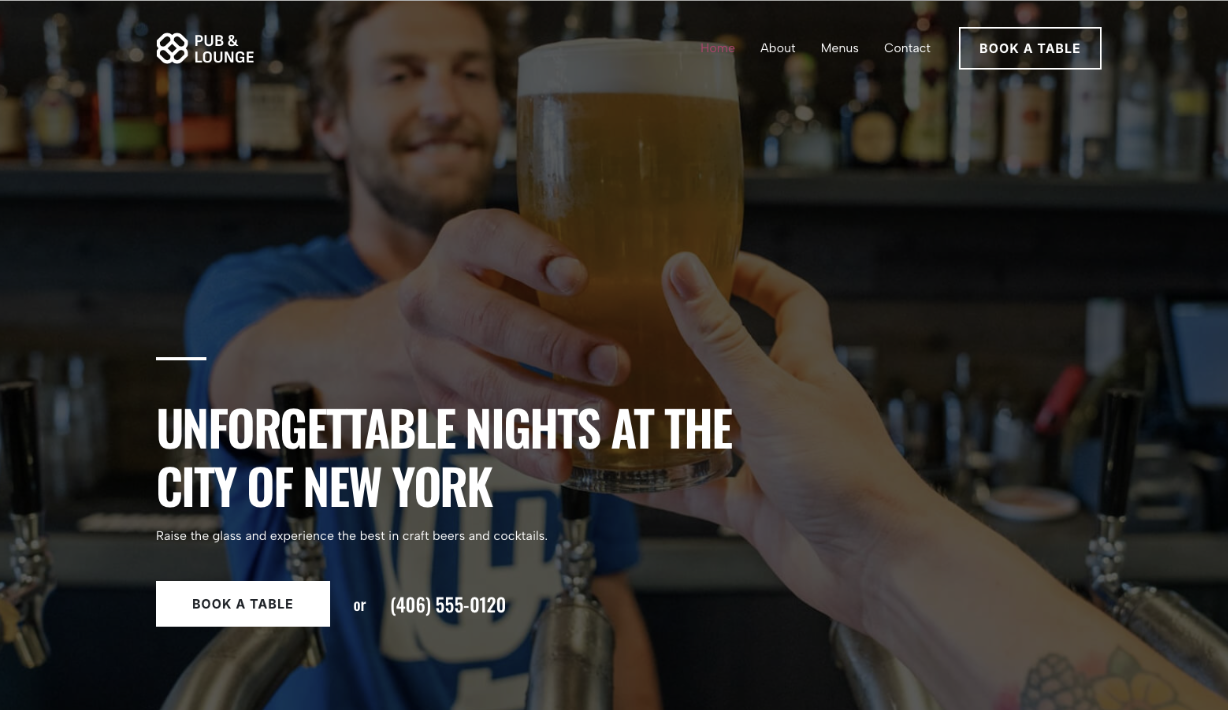 PUB &
LOUNGE
Home About Menus Contact BOOK A TABLE
UNFORGETTABLE NIGHTS AT THE
CITY OF NEW YORK
Raise the glass and experience the best in craft beers and cocktails.
BOOK A TABLE or (406) 555-0120